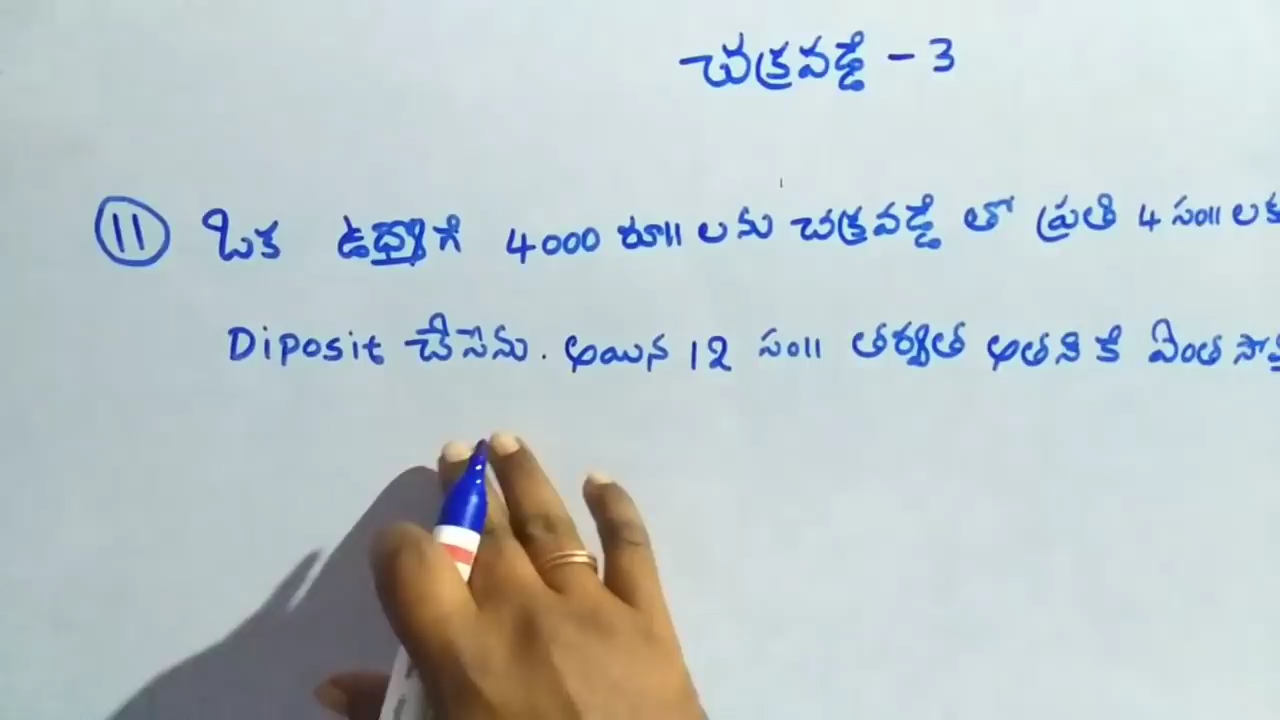 చక్రవడ్డీ - 3
11 ఒక ఉద్యోగి 4000 రూ॥ లను చక్రవడ్డీ తో ప్రతి 4 సం॥ లకు
Diposit చేసెను. అయిన 12 సం॥ తర్వాత అతని కి ఎంత